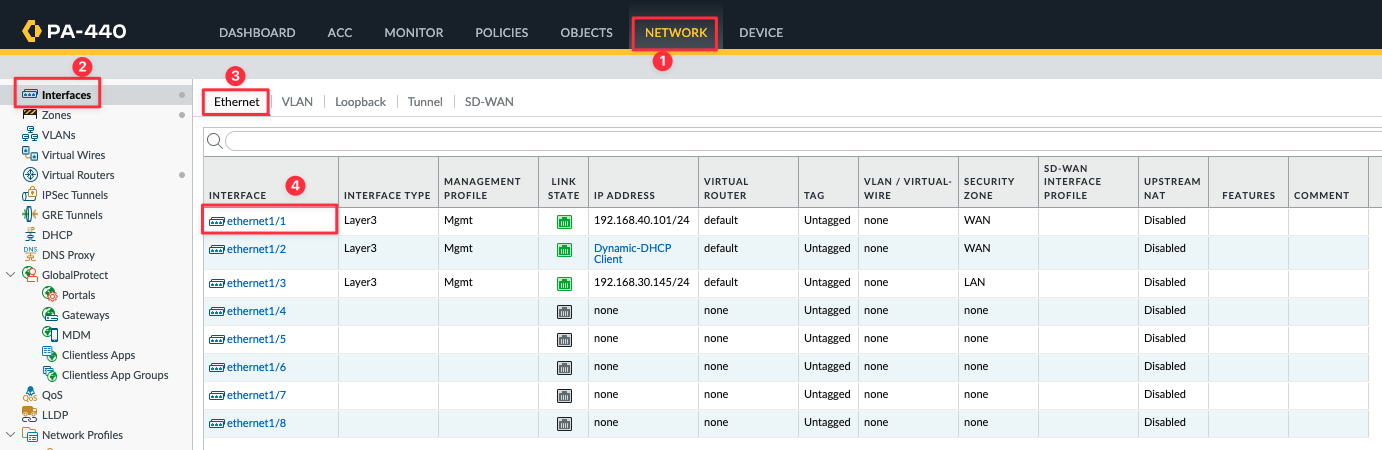 PA-440
DASHBOARD ACC MONITOR POLICIES OBJECTS NETWORK DEVICE
1
2
3
Interfaces
Zones
VLANs
Virtual Wires
Virtual Routers
IPSec Tunnels
GRE Tunnels
DHCP
DNS DNS Proxy
GlobalProtect
Portals
Gateways
MDM
Clientless Apps
Clientless App Groups
QoS
LLDP
Network Profiles
Ethernet VLAN Loopback Tunnel SD-WAN
4
INTERFACE INTERFACE TYPE MANAGEMENT PROFILE LINK STATE IP ADDRESS VIRTUAL ROUTER TAG VLAN / VIRTUAL-WIRE SECURITY ZONE SD-WAN INTERFACE PROFILE UPSTREAM NAT FEATURES COMMENT
ethernet1/1 Layer3 Mgmt 192.168.40.101/24 default Untagged none WAN Disabled
ethernet1/2 Layer3 Mgmt Dynamic-DHCP Client default Untagged none WAN Disabled
ethernet1/3 Layer3 Mgmt 192.168.30.145/24 default Untagged none LAN Disabled
ethernet1/4 none none Untagged none none Disabled
ethernet1/5 none none Untagged none none Disabled
ethernet1/6 none none Untagged none none Disabled
ethernet1/7 none none Untagged none none Disabled
ethernet1/8 none none Untagged none none Disabled